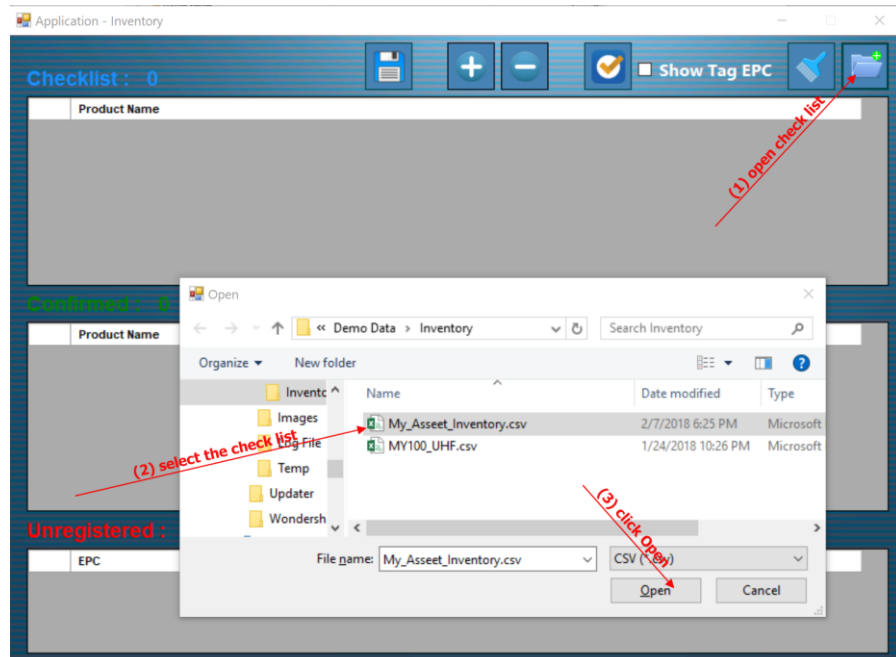 Application - Inventory
Checklist : 0
Show Tag EPC
(1) open check list
Product Name
Confirmed : 0
Product Name
Unregistered :
EPC
Open
« Demo Data > Inventory
Search Inventory
Organize
New folder
Name
Date modified
Type
Inventc
Images
Log File
Temp
Updater
Wondersh
My_Asseet_Inventory.csv
2/7/2018 6:25 PM
Microsoft
MY100_UHF.csv
1/24/2018 10:26 PM
Microsoft
(2) select the check list
(3) click Open
File name:
My_Asseet_Inventory.csv
CSV (*.csv)
Open
Cancel